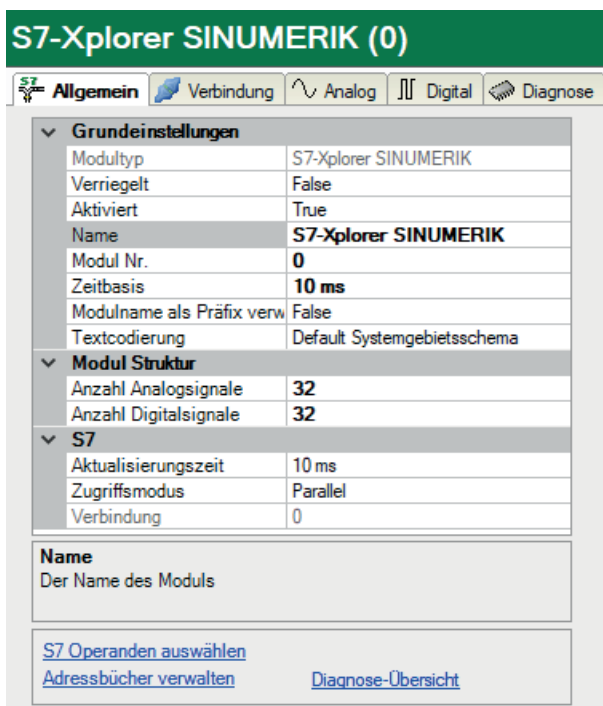 S7-Xplorer SINUMERIK (0)
S7 Allgemein Verbindung Analog Digital Diagnose
Grundeinstellungen
Modultyp S7-Xplorer SINUMERIK
Verriegelt False
Aktiviert True
Name S7-Xplorer SINUMERIK
Modul Nr. 0
Zeitbasis 10 ms
Modulname als Präfix verw False
Textcodierung Default Systemgebietsschema
Modul Struktur
Anzahl Analogsignale 32
Anzahl Digitalsignale 32
S7
Aktualisierungszeit 10 ms
Zugriffsmodus Parallel
Verbindung 0
Name
Der Name des Moduls
S7 Operanden auswählen
Adressbücher verwalten Diagnose-Übersicht